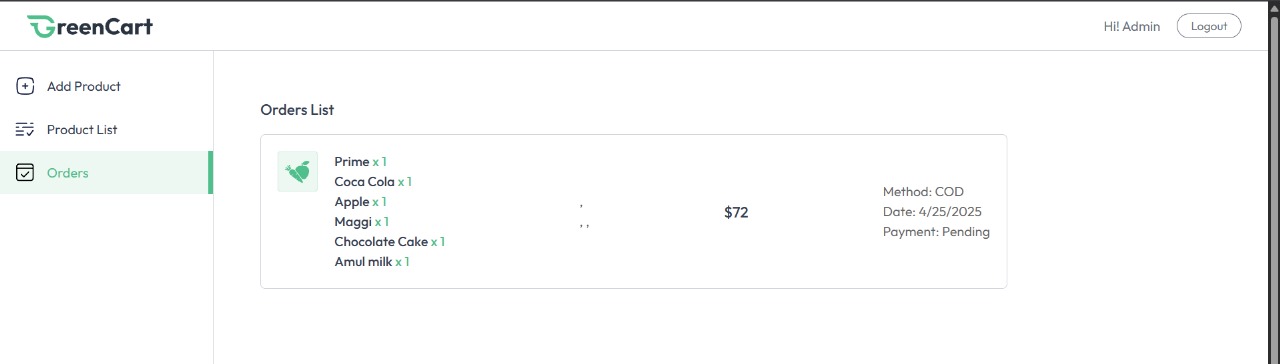 GreenCart
Hi! Admin
Logout
Add Product
Product List
Orders
Orders List
Prime x 1
Coca Cola x 1
Apple x 1
Maggi x 1
Chocolate Cake x 1
Amul milk x 1
,
, ,
$72
Method: COD
Date: 4/25/2025
Payment: Pending